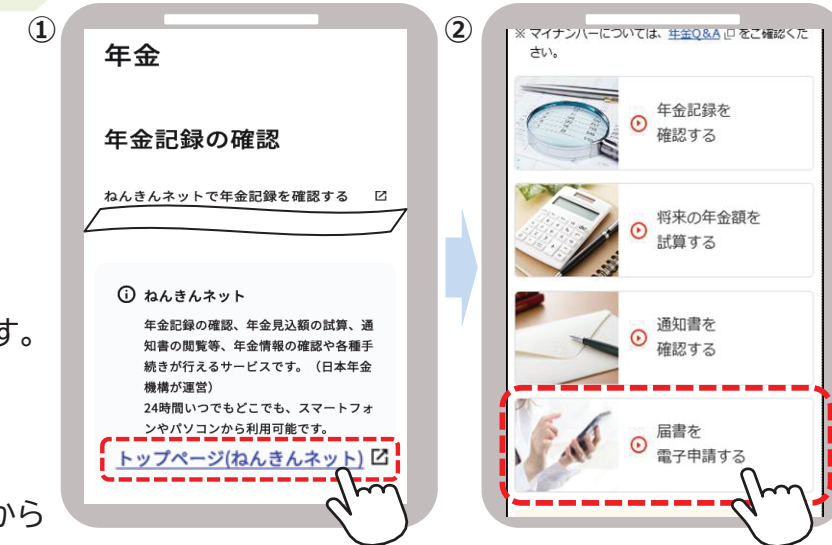 ①
年金
年金記録の確認
ねんきんネットで年金記録を確認する
ねんきんネット
年金記録の確認、年金見込額の試算、通
知書の閲覧等、年金情報の確認や各種手
続きが行えるサービスです。（日本年金
機構が運営）
24時間いつでもどこでも、スマートフォ
ンやパソコンから利用可能です。
トップページ(ねんきんネット)
②
※ マイナンバーについては、年金Q&A をご確認くだ
さい。
年金記録を
確認する
将来の年金額を
試算する
通知書を
確認する
届書を
電子申請する
す。
から